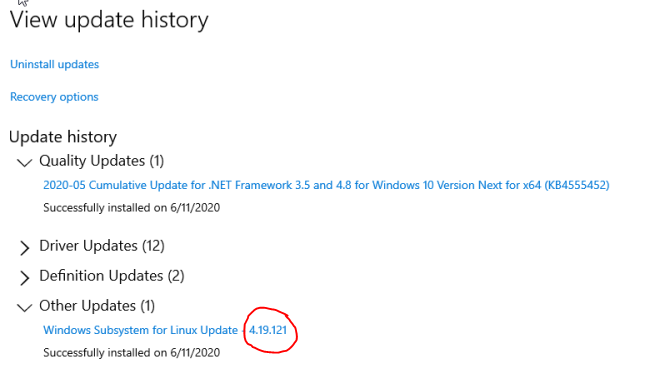 View update history
Uninstall updates
Recovery options
Update history
Quality Updates (1)
2020-05 Cumulative Update for .NET Framework 3.5 and 4.8 for Windows 10 Version Next for x64 (KB4555452)
Successfully installed on 6/11/2020
Driver Updates (12)
Definition Updates (2)
Other Updates (1)
Windows Subsystem for Linux Update - 4.19.121
Successfully installed on 6/11/2020